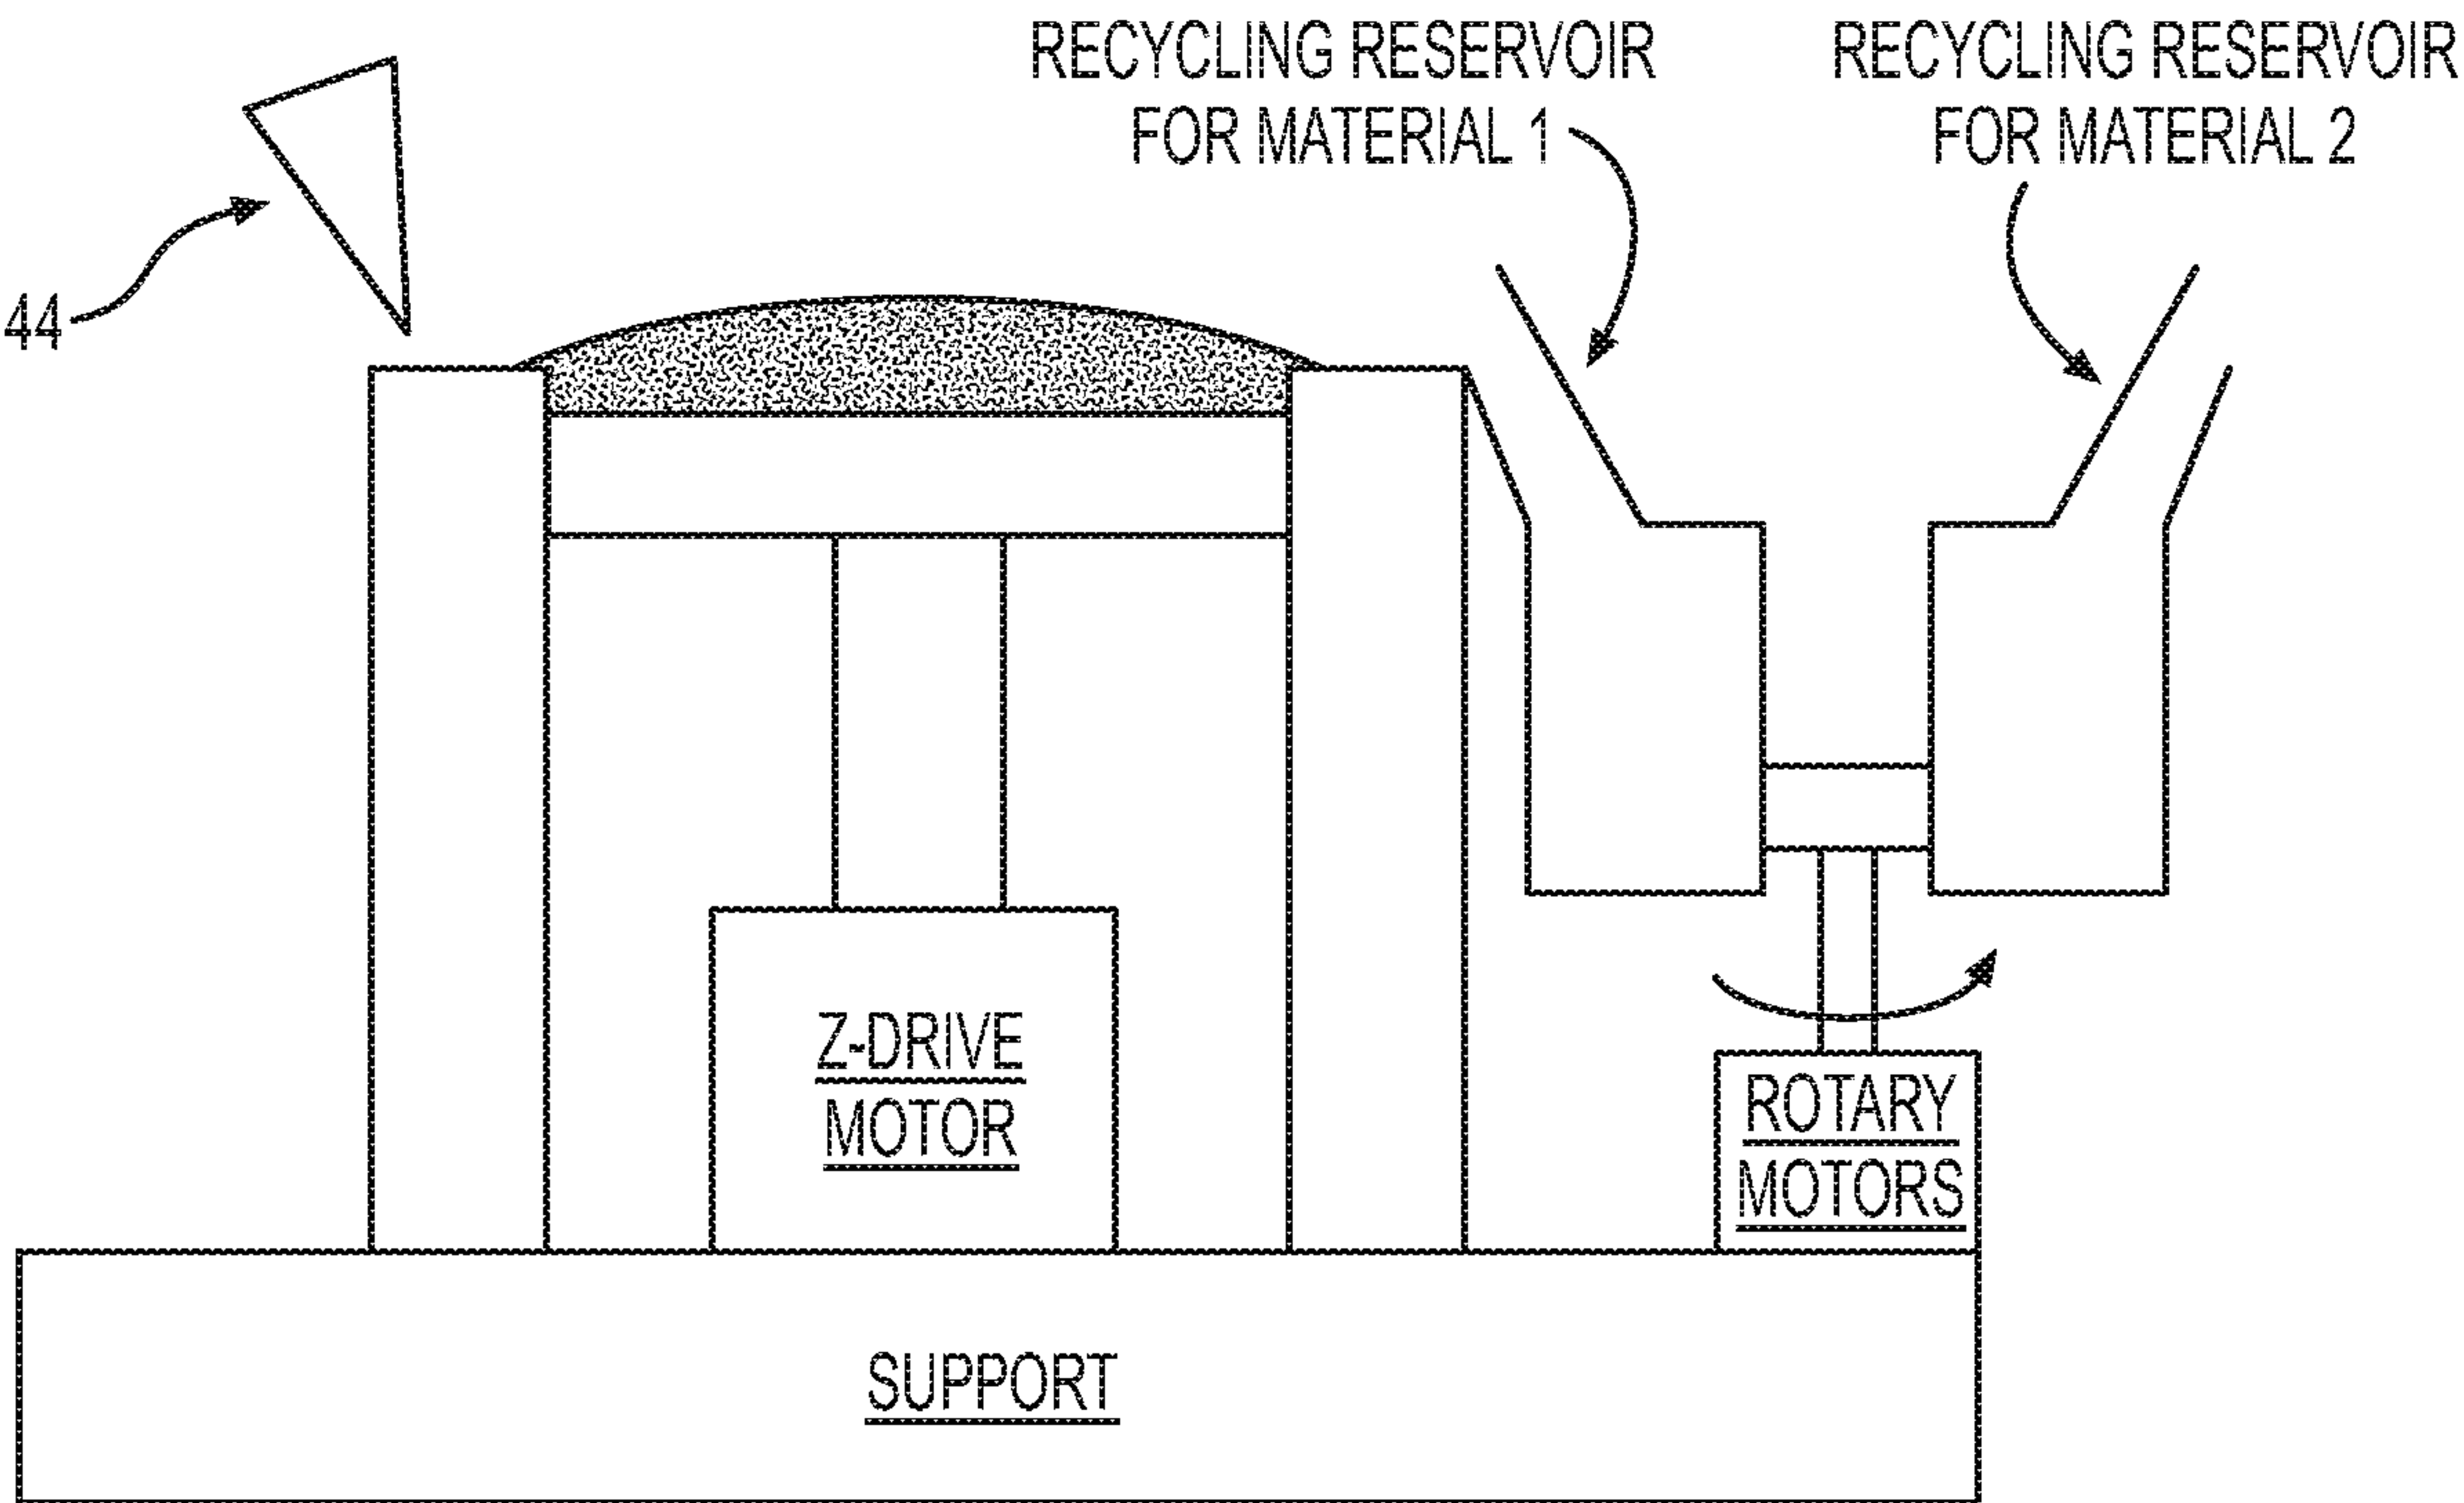 RECYCLING RESERVOIR
FOR MATERIAL 1
RECYCLING RESERVOIR
FOR MATERIAL 2
44
Z-DRIVE
MOTOR
ROTARY
MOTORS
SUPPORT